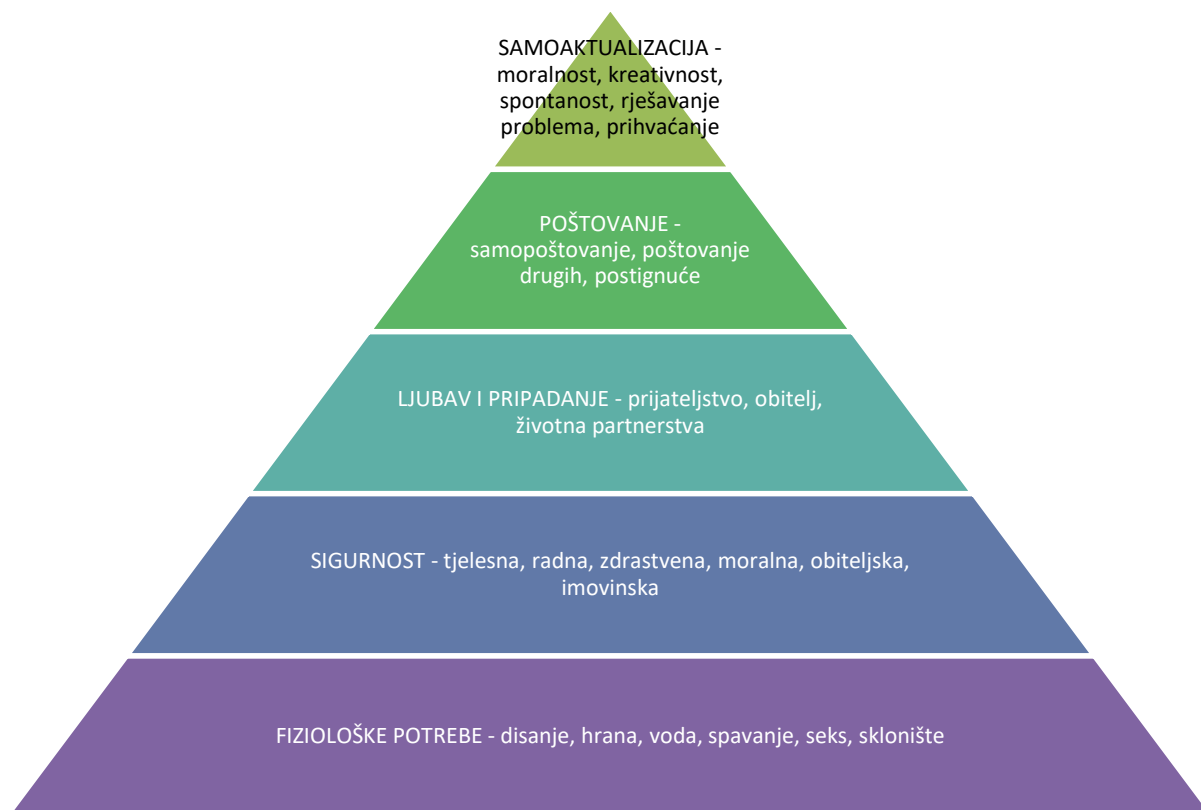 SAMOAKTUALIZACIJA -
moralnost, kreativnost,
spontanost, rješavanje
problema, prihvaćanje
POŠTOVANJE -
samopoštovanje, poštovanje
drugih, postignuće
LJUBAV I PRIPADANJE - prijateljstvo, obitelj,
životna partnerstva
SIGURNOST - tjelesna, radna, zdrastvena, moralna, obiteljska,
imovinska
FIZIOLOŠKE POTREBE - disanje, hrana, voda, spavanje, seks, sklonište